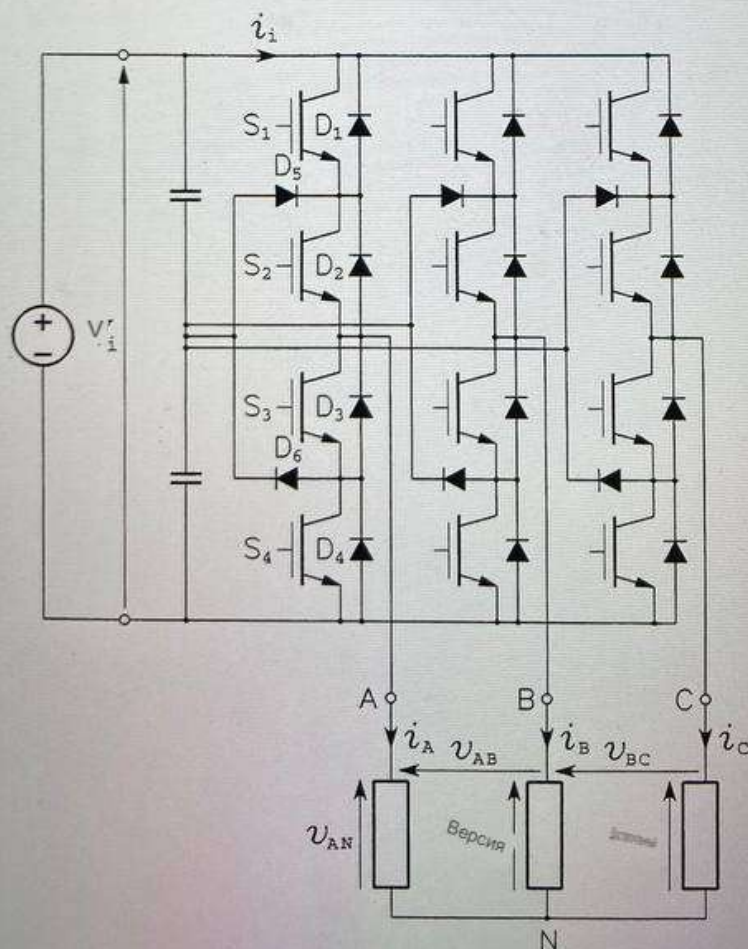 i_i
S₁
D₁
D₅
S₂
D₂
+
−
V_i
S₃
D₃
D₆
S₄
D₄
A
B
C
i_A
v_AB
i_B
v_BC
i_C
v_AN
Версия
N